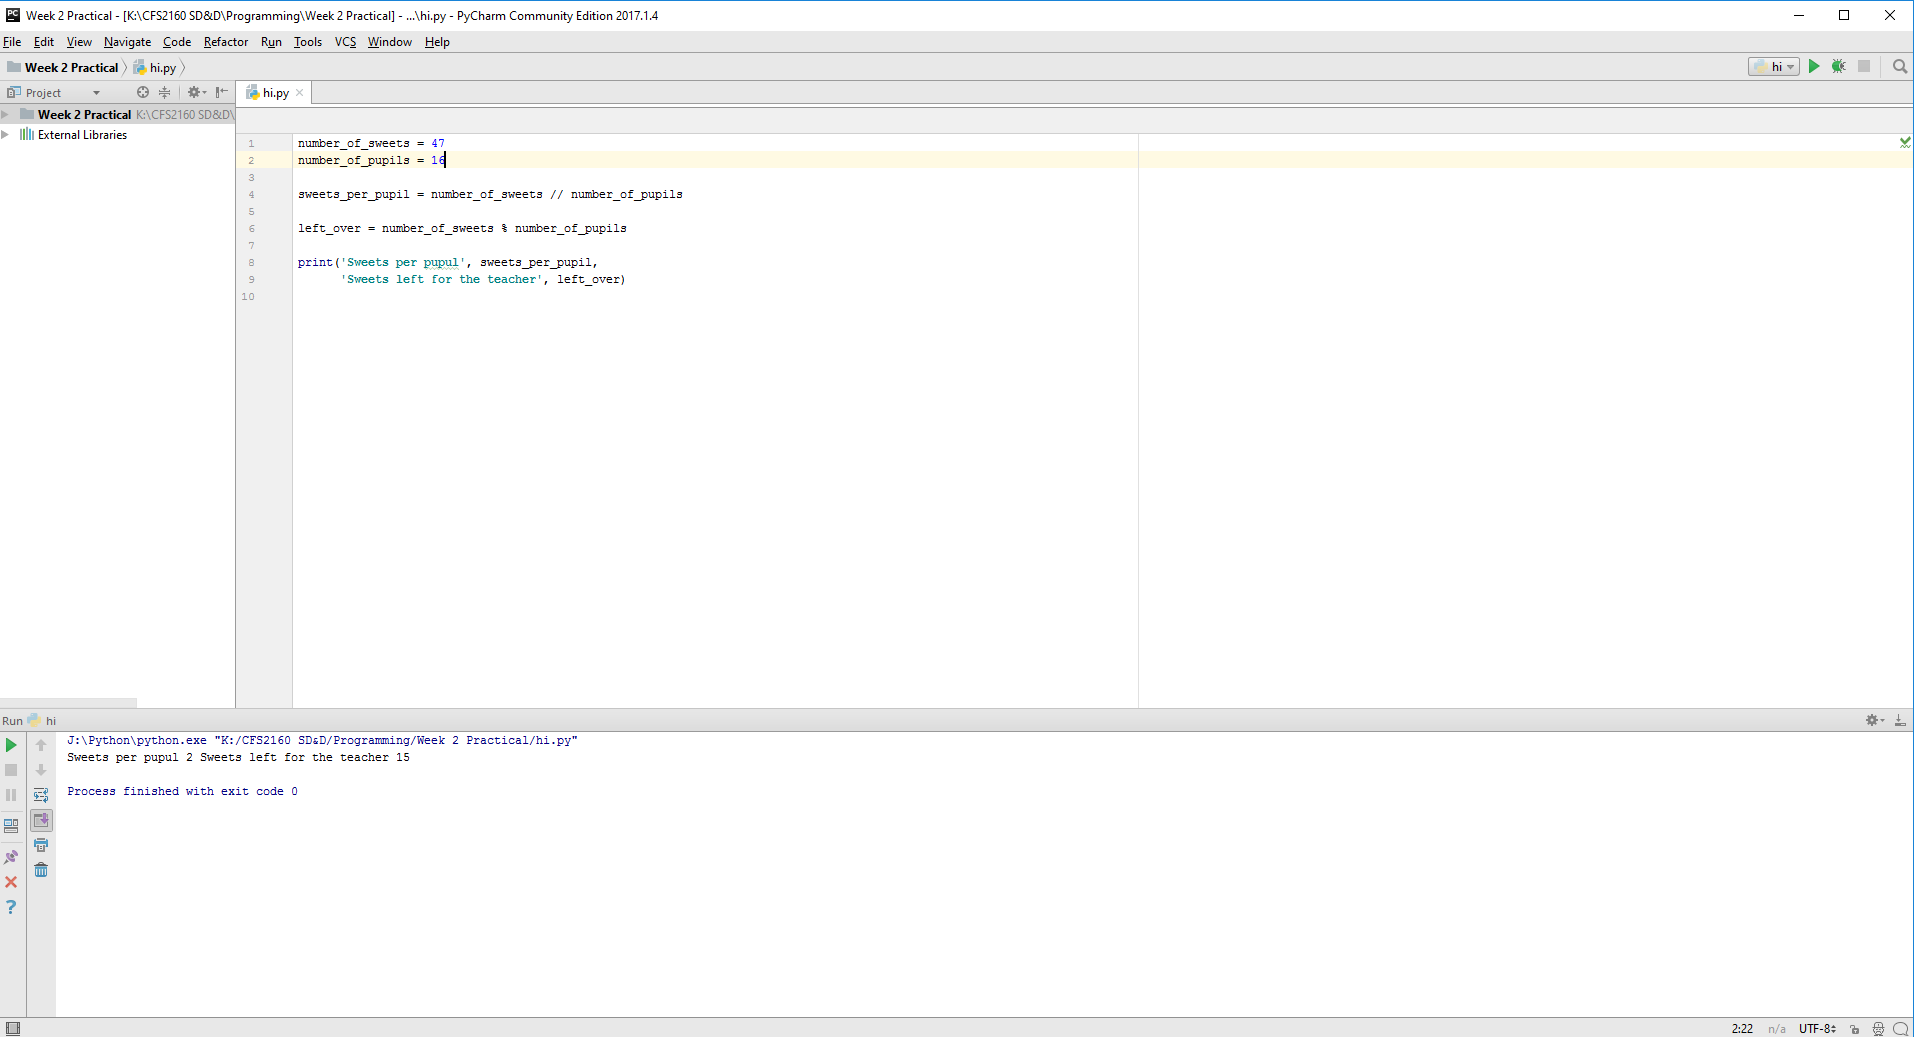 PC Week 2 Practical - [K:\CFS2160 SD&D\Programming\Week 2 Practical] - ...\hi.py - PyCharm Community Edition 2017.1.4
File Edit View Navigate Code Refactor Run Tools VCS Window Help
Week 2 Practical hi.py hi
Project hi.py
Week 2 Practical K:\CFS2160 SD&D\
External Libraries
1 number_of_sweets = 47
2 number_of_pupils = 16
3
4 sweets_per_pupil = number_of_sweets // number_of_pupils
5
6 left_over = number_of_sweets % number_of_pupils
7
8 print('Sweets per pupul', sweets_per_pupil,
9 'Sweets left for the teacher', left_over)
10
Run hi
J:\Python\python.exe "K:/CFS2160 SD&D/Programming/Week 2 Practical/hi.py"
Sweets per pupul 2 Sweets left for the teacher 15
Process finished with exit code 0
?
2:22 n/a UTF-8